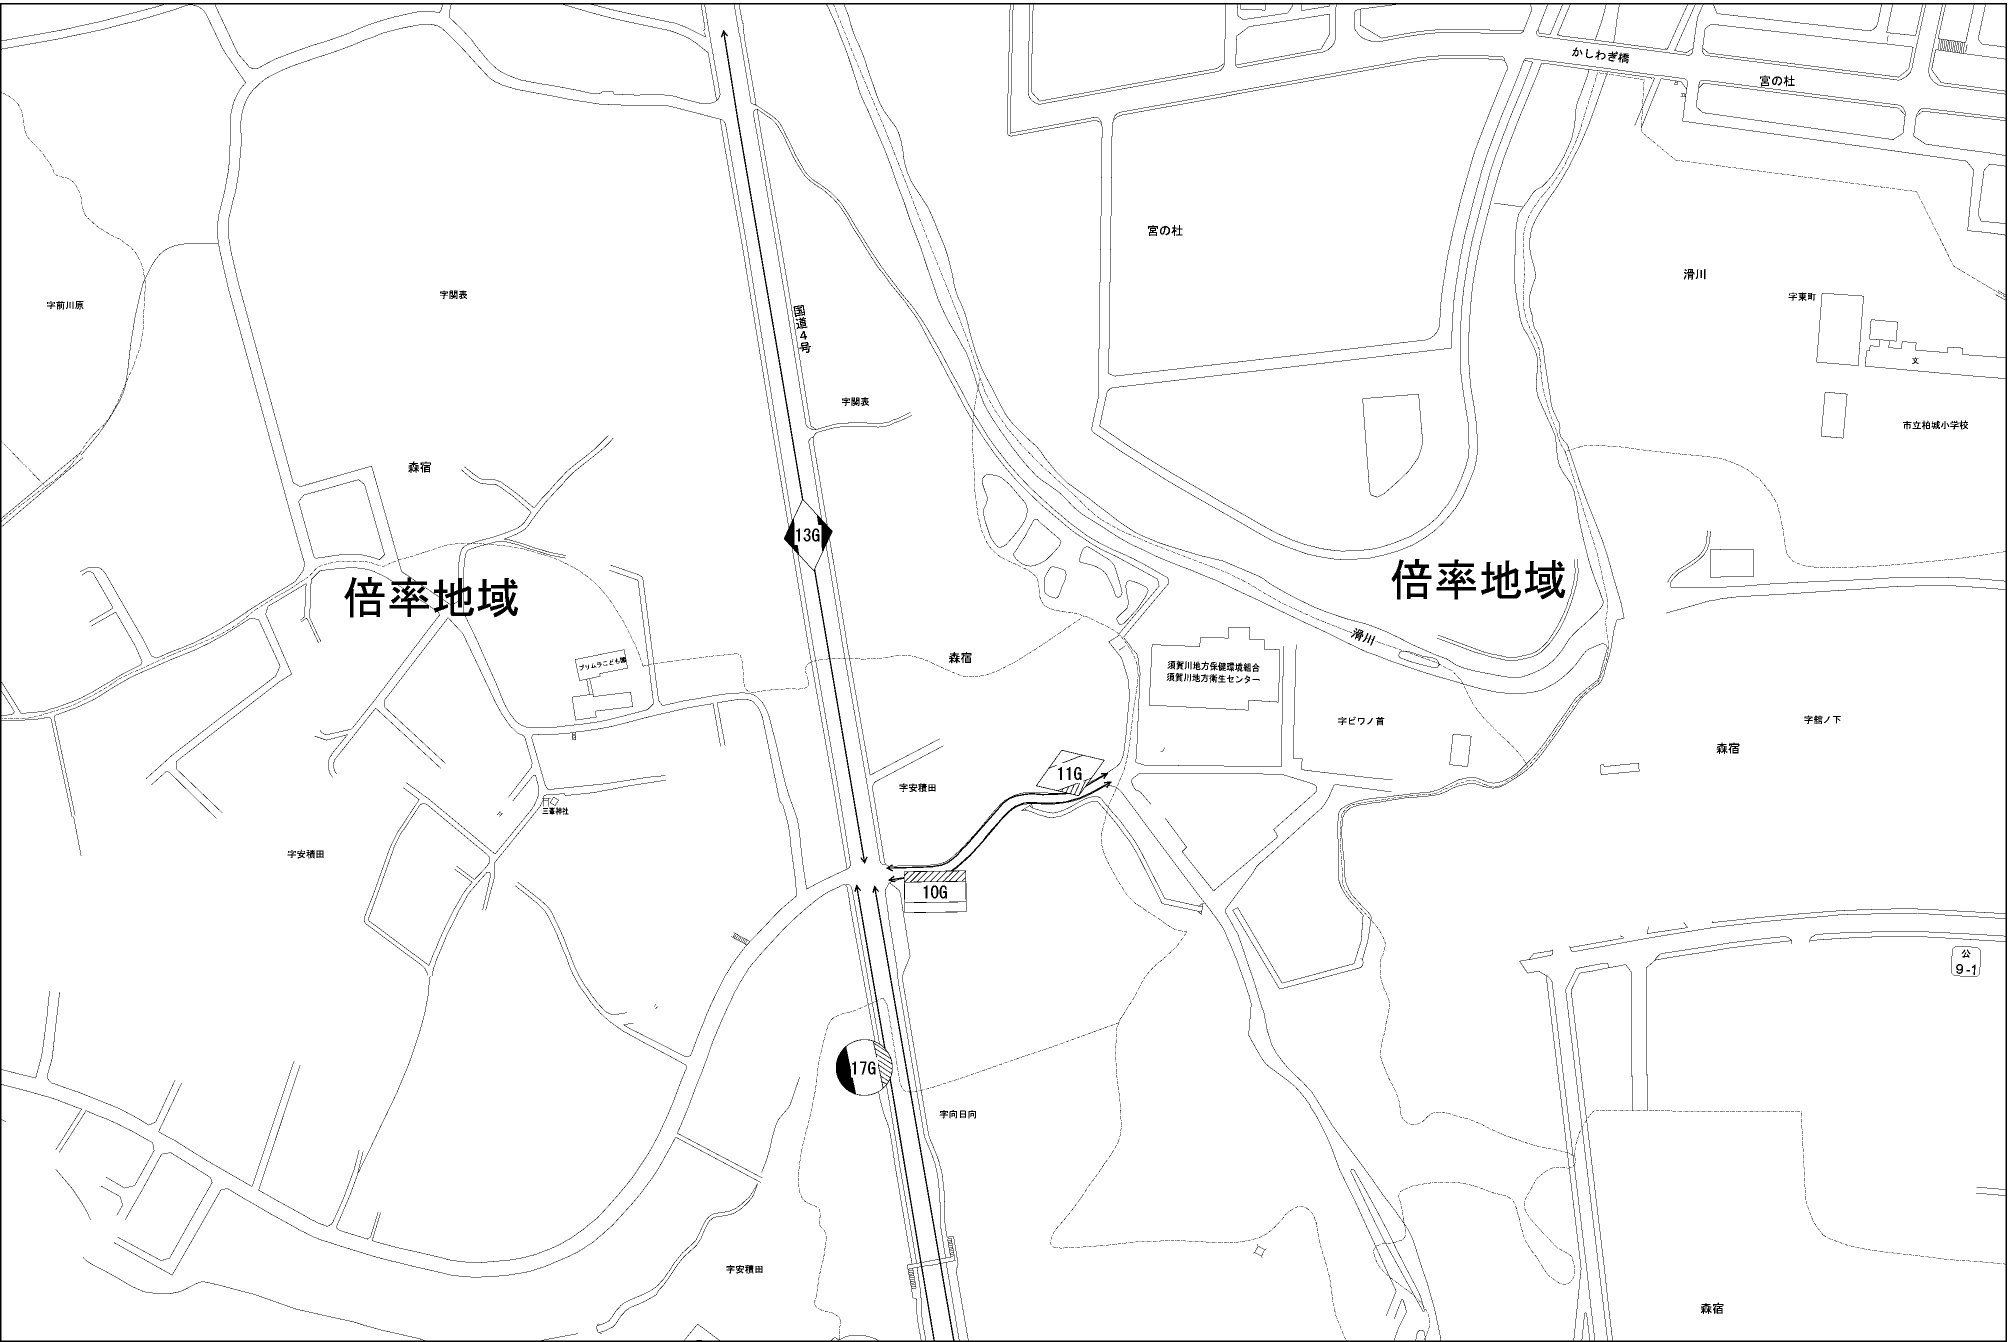 かしわぎ橋
宮の杜
宮の杜
滑川
字前川原
字関表
字東町
国道4号
文
字関表
市立柏城小学校
森宿
13G
倍率地域
倍率地域
滑川
プリムラこども園
森宿
須賀川地方保健環境組合
須賀川地方衛生センター
字ビワノ首
字舘ノ下
森宿
11G
字安積田
三峯神社
字安積田
10G
公
9-1
17G
字向日向
字安積田
森宿